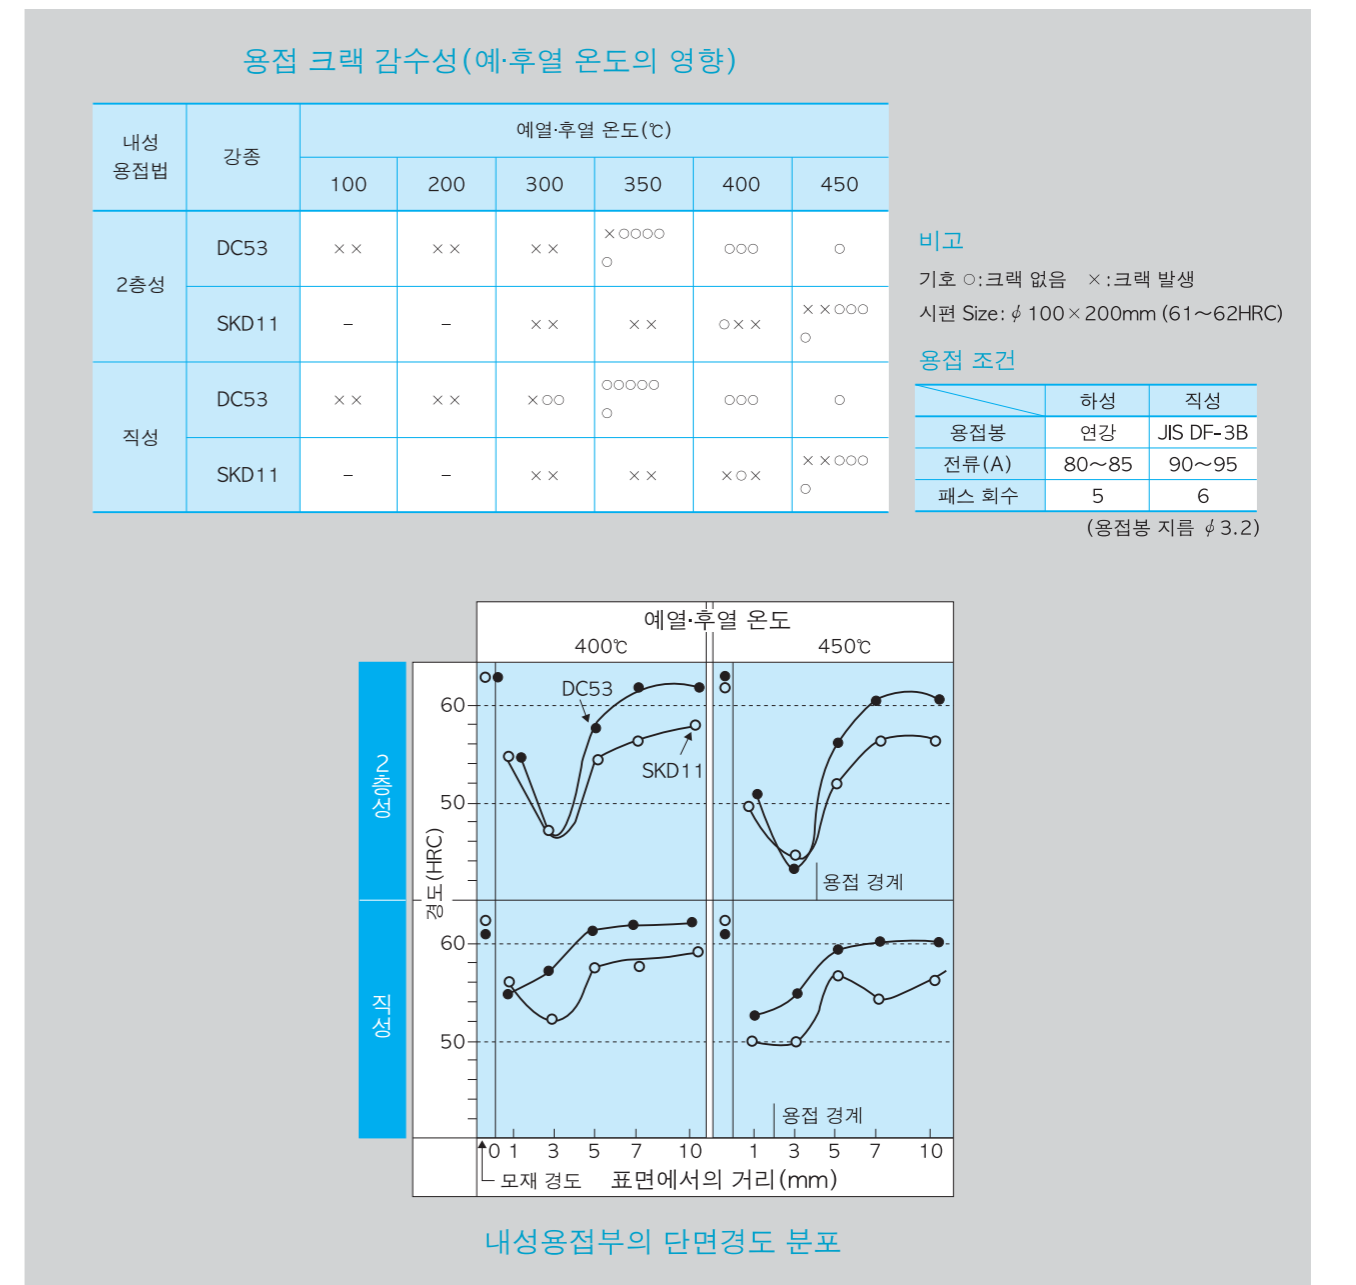 용접 크랙 감수성(예·후열 온도의 영향)
내성
용접법
강종
예열·후열 온도(℃)
100 200 300 350 400 450
2층성
DC53 ×× ×× ×× ×○○○○ ○○○ ○
○
SKD11 – – ×× ×× ○×× ××○○○
○
직성
DC53 ×× ×× ×○○ ○○○○○ ○○○ ○
○
SKD11 – – ×× ×× ×○× ××○○○
○
비고
기호 ○:크랙 없음 ×:크랙 발생
시편 Size: ϕ 100×200mm (61~62HRC)
용접 조건
하성 직성
용접봉 연강 JIS DF-3B
전류(A) 80~85 90~95
패스 회수 5 6
(용접봉 지름 ϕ3.2)
예열·후열 온도
400℃ 450℃
2층성
직성
경도(HRC)
60
50
60
50
DC53
SKD11
용접 경계
용접 경계
0 1 3 5 7 10 1 3 5 7 10
모재 경도 표면에서의 거리(mm)
내성용접부의 단면경도 분포